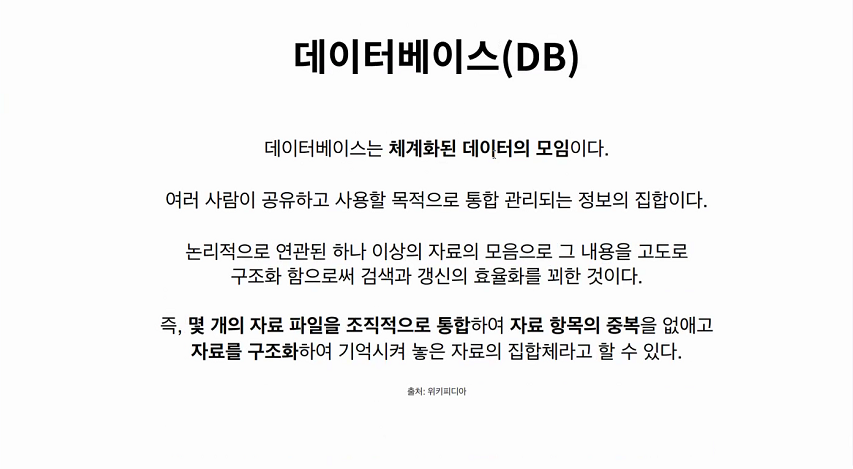 데이터베이스(DB)
데이터베이스는 체계화된 데이터의 모임이다.
여러 사람이 공유하고 사용할 목적으로 통합 관리되는 정보의 집합이다.
논리적으로 연관된 하나 이상의 자료의 모음으로 그 내용을 고도로
구조화 함으로써 검색과 갱신의 효율화를 꾀한 것이다.
즉, 몇 개의 자료 파일을 조직적으로 통합하여 자료 항목의 중복을 없애고
자료를 구조화하여 기억시켜 놓은 자료의 집합체라고 할 수 있다.
출처: 위키피디아